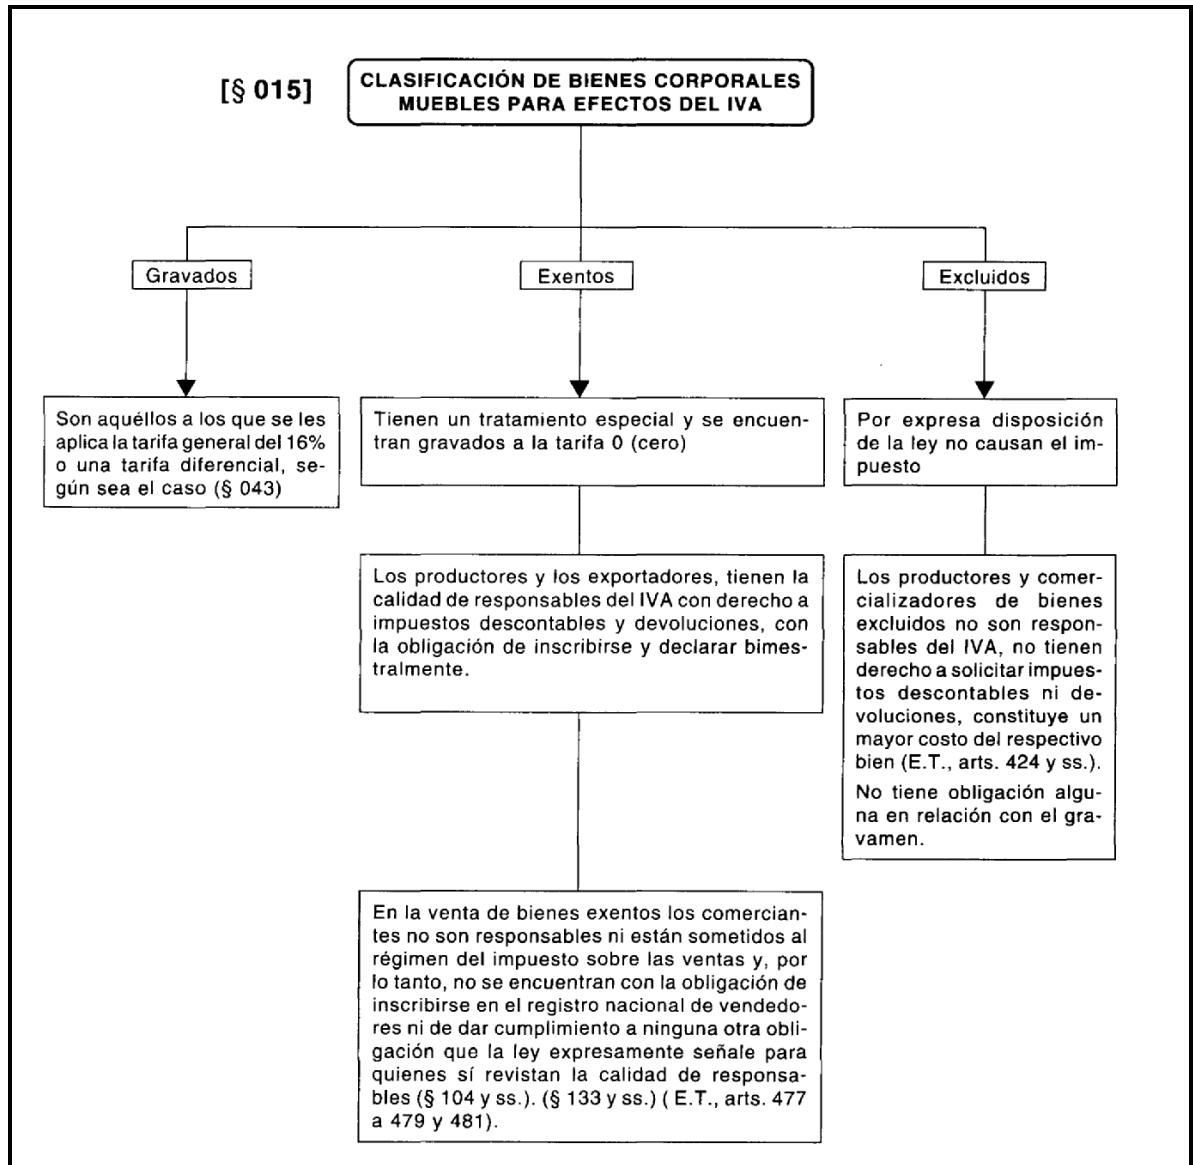 [§ 015]
CLASIFICACIÓN DE BIENES CORPORALES
MUEBLES PARA EFECTOS DEL IVA
Gravados
Exentos
Excluidos
Son aquéllos a los que se les
aplica la tarifa general del 16%
o una tarifa diferencial, se-
gún sea el caso (§ 043)
Tienen un tratamiento especial y se encuen-
tran gravados a la tarifa 0 (cero)
Por expresa disposición
de la ley no causan el im-
puesto
Los productores y los exportadores, tienen la
calidad de responsables del IVA con derecho a
impuestos descontables y devoluciones, con
la obligación de inscribirse y declarar bimes-
tralmente.
Los productores y comer-
cializadores de bienes
excluidos no son respon-
sables del IVA, no tienen
derecho a solicitar impues-
tos descontables ni de-
voluciones, constituye un
mayor costo del respectivo
bien (E.T., arts. 424 y ss.).
No tiene obligación algu-
na en relación con el gra-
vamen.
En la venta de bienes exentos los comercian-
tes no son responsables ni están sometidos al
régimen del impuesto sobre las ventas y, por
lo tanto, no se encuentran con la obligación de
inscribirse en el registro nacional de vendedo-
res ni de dar cumplimiento a ninguna otra obli-
gación que la ley expresamente señale para
quienes sí revistan la calidad de responsa-
bles (§ 104 y ss.). (§ 133 y ss.) ( E.T., arts. 477
a 479 y 481).